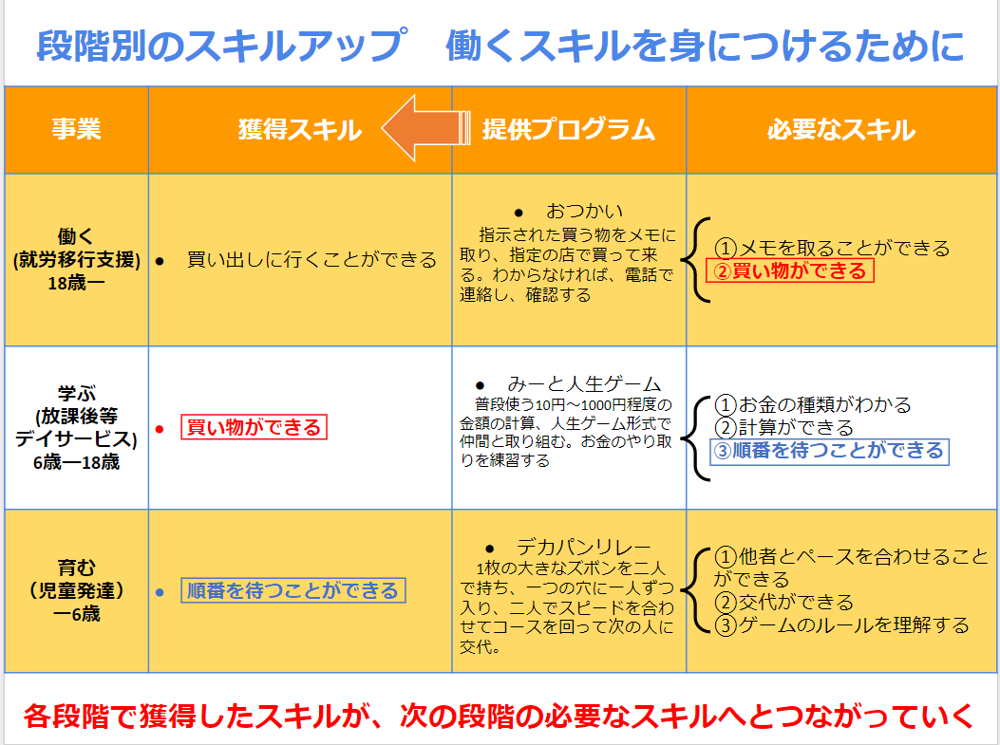 段階別のスキルアップ　働くスキルを身につけるために
事業
獲得スキル
提供プログラム
必要なスキル
働く
(就労移行支援)
18歳―
● 買い出しに行くことができる
● おつかい
指示された買う物をメモに
取り、指定の店で買って来
る。わからなければ、電話で
連絡し、確認する
①メモを取ることができる
②買い物ができる
学ぶ
(放課後等
デイサービス)
6歳―18歳
● 買い物ができる
● みーと人生ゲーム
普段使う10円～1000円程度の
金額の計算、人生ゲーム形式で
仲間と取り組む。お金のやり取
りを練習する
①お金の種類がわかる
②計算ができる
③順番を待つことができる
育む
（児童発達）
―6歳
● 順番を待つことができる
● デカパンリレー
1枚の大きなズボンを二人
で持ち、一つの穴に一人ずつ
入り、二人でスピードを合わ
せてコースを回って次の人に
交代。
①他者とペースを合わせること
ができる
②交代ができる
③ゲームのルールを理解する
各段階で獲得したスキルが、次の段階の必要なスキルへとつながっていく